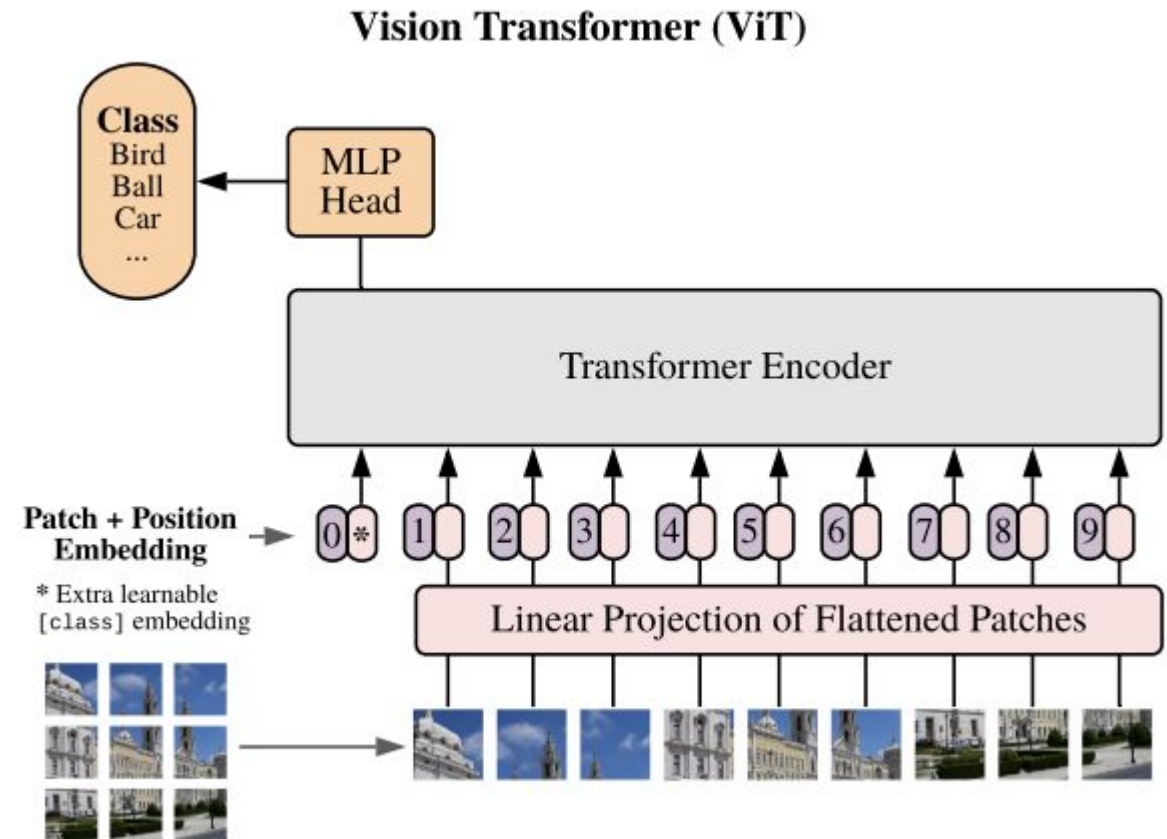 Vision Transformer (ViT)
Class
Bird
Ball
Car
...
MLP
Head
Transformer Encoder
Patch + Position
Embedding
0 * 1 2 3 4 5 6 7 8 9
* Extra learnable
[class] embedding
Linear Projection of Flattened Patches